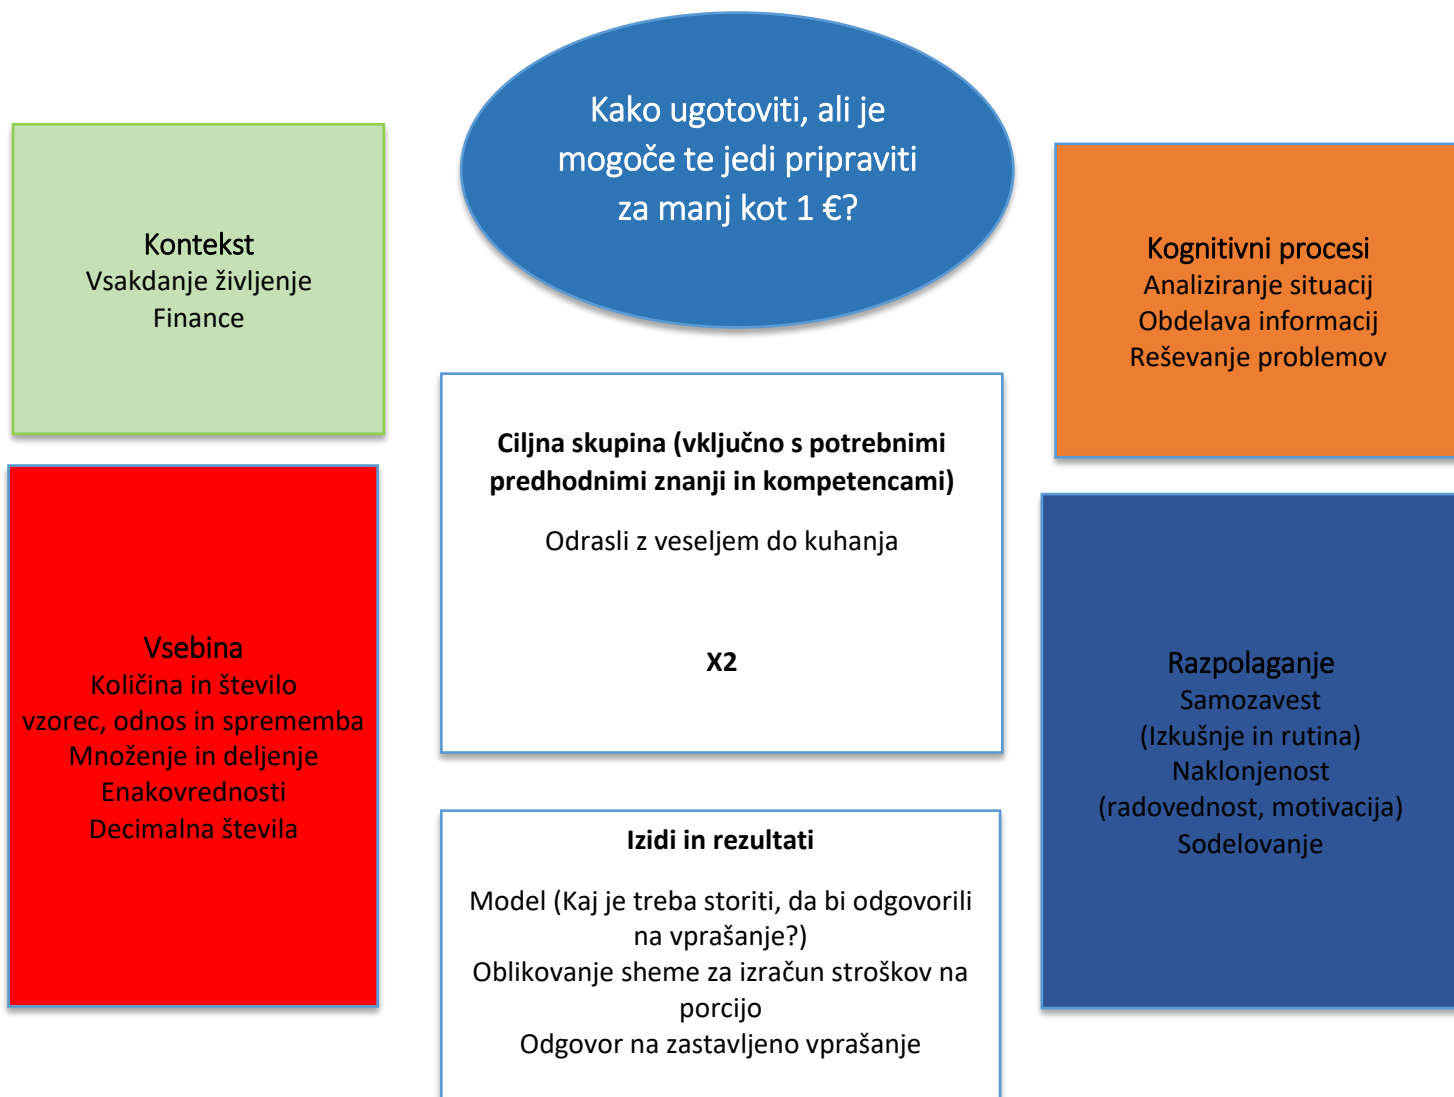 Kako ugotoviti, ali je
mogoče te jedi pripraviti
za manj kot 1 €?
Kontekst
Vsakdanje življenje
Finance
Kognitivni procesi
Analiziranje situacij
Obdelava informacij
Reševanje problemov
Ciljna skupina (vključno s potrebnimi
predhodnimi znanji in kompetencami)
Odrasli z veseljem do kuhanja
X2
Vsebina
Količina in število
vzorec, odnos in sprememba
Množenje in deljenje
Enakovrednosti
Decimalna števila
Razpolaganje
Samozavest
(Izkušnje in rutina)
Naklonjenost
(radovednost, motivacija)
Sodelovanje
Izidi in rezultati
Model (Kaj je treba storiti, da bi odgovorili
na vprašanje?)
Oblikovanje sheme za izračun stroškov na
porcijo
Odgovor na zastavljeno vprašanje